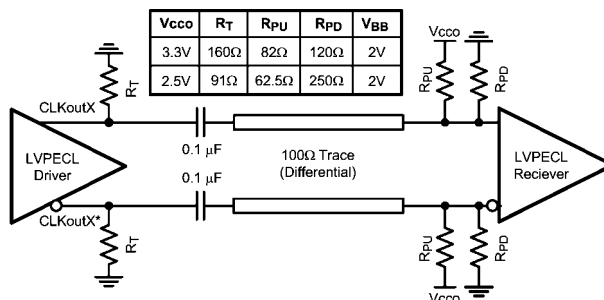 Vcco RT RPU RPD VBB
3.3V 160Ω 82Ω 120Ω 2V
2.5V 91Ω 62.5Ω 250Ω 2V
Vcco
RT
RPU
RPD
CLKoutX
LVPECL
Driver
0.1 µF
100Ω Trace
(Differential)
0.1 µF
LVPECL
Reciever
CLKoutX*
RT
RPU
RPD
Vcco